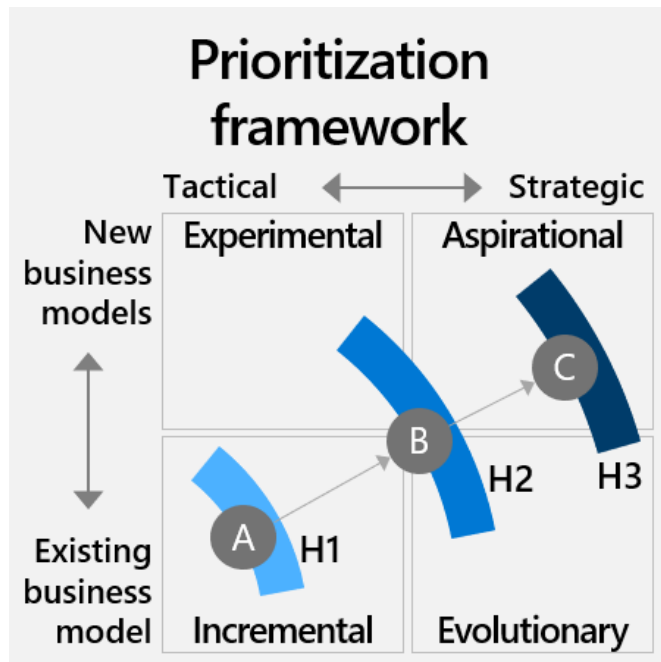 Prioritization
framework
Tactical
Strategic
New
business
models
Experimental
Aspirational
C
B
H2
H3
A
H1
Existing
business
model
Incremental
Evolutionary